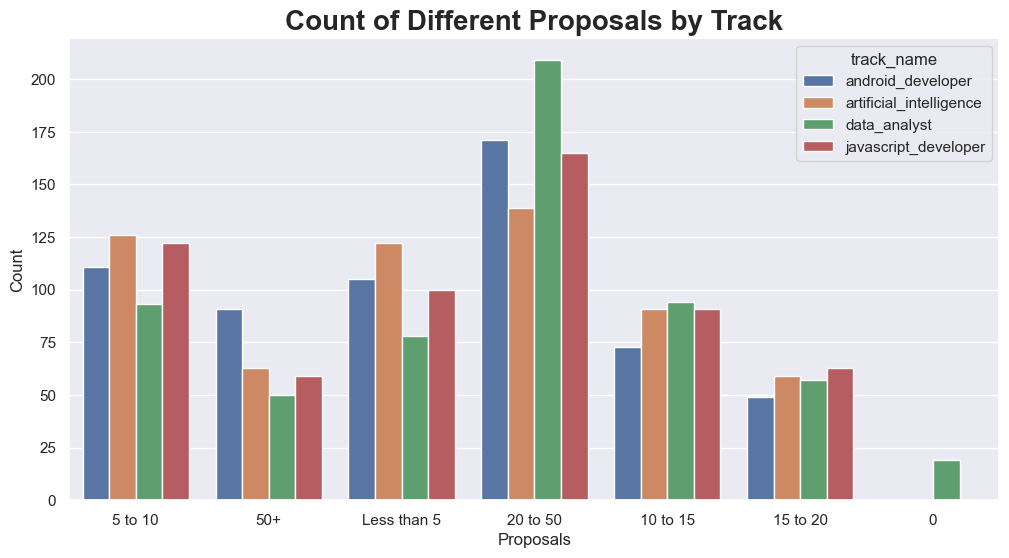 Count of Different Proposals by Track
track_name
android_developer
artificial_intelligence
data_analyst
javascript_developer
Count
200
175
150
125
100
75
50
25
0
5 to 10
50+
Less than 5
20 to 50
10 to 15
15 to 20
0
Proposals